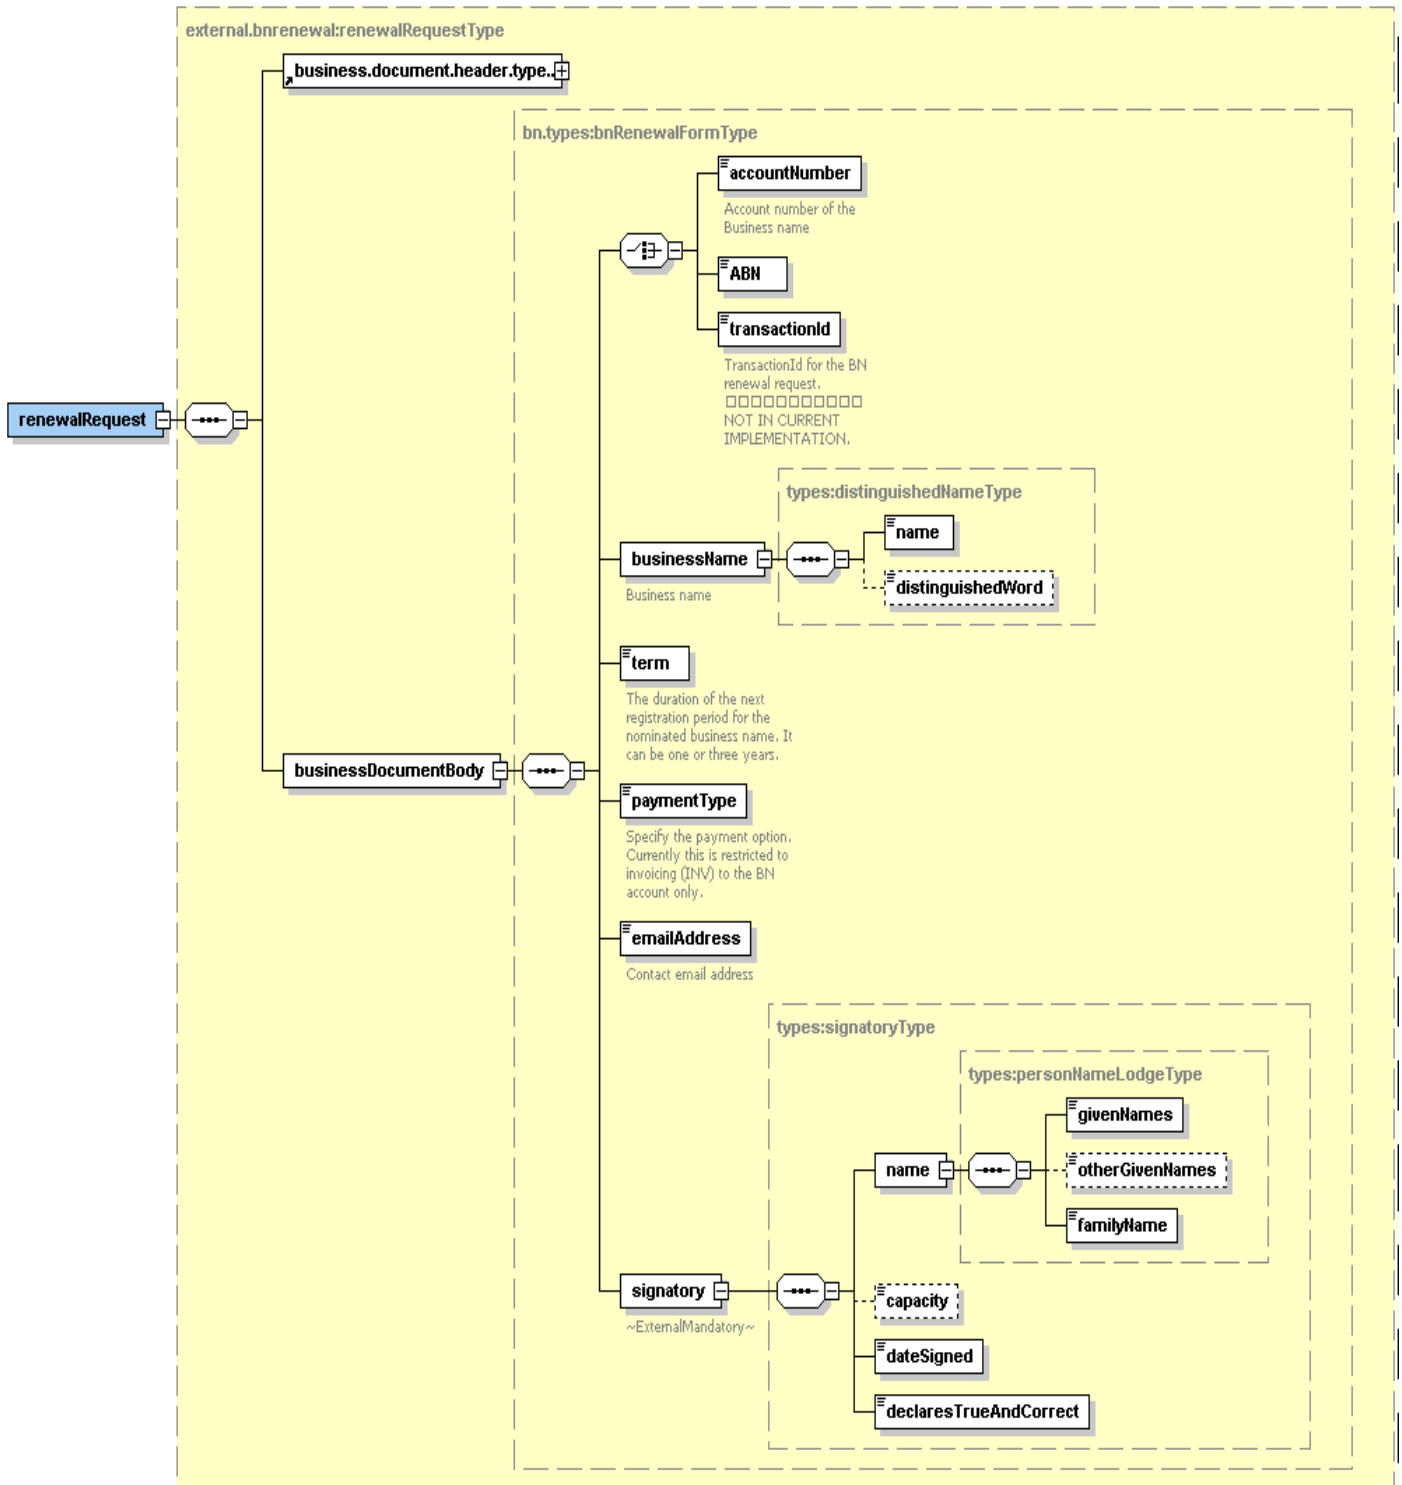 external.bnrenewal:renewalRequestType
business.document.header.type..
bn.types:bnRenewalFormType
accountNumber
Account number of the
Business name
ABN
transactionId
TransactionId for the BN
renewal request.
□□□□□□□□□□□
NOT IN CURRENT
IMPLEMENTATION.
renewalRequest
types:distinguishedNameType
name
businessName
distinguishedWord
Business name
term
The duration of the next
registration period for the
nominated business name. It
can be one or three years.
businessDocumentBody
paymentType
Specify the payment option.
Currently this is restricted to
invoicing (INV) to the BN
account only.
emailAddress
Contact email address
types:signatoryType
types:personNameLodgeType
givenNames
name
otherGivenNames
familyName
signatory
~ExternalMandatory~
capacity
dateSigned
declaresTrueAndCorrect